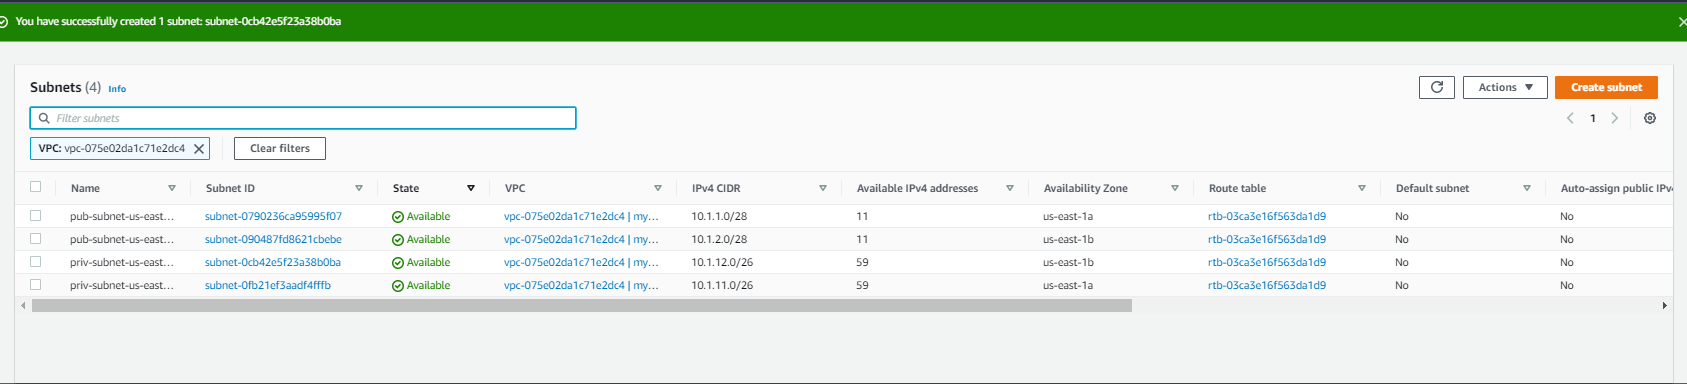 You have successfully created 1 subnet: subnet-0cb42e5f23a38b0ba
Subnets (4) Info
Actions
Create subnet
Filter subnets
1
VPC: vpc-075e02da1c71e2dc4
Clear filters
Name Subnet ID State VPC IPv4 CIDR Available IPv4 addresses Availability Zone Route table Default subnet Auto-assign public IPv4
pub-subnet-us-east... subnet-0790236ca95995f07 Available vpc-075e02da1c71e2dc4 | my... 10.1.1.0/28 11 us-east-1a rtb-03ca3e16f563da1d9 No No
pub-subnet-us-east... subnet-090487fd8621cbebe Available vpc-075e02da1c71e2dc4 | my... 10.1.2.0/28 11 us-east-1b rtb-03ca3e16f563da1d9 No No
priv-subnet-us-east... subnet-0cb42e5f23a38b0ba Available vpc-075e02da1c71e2dc4 | my... 10.1.12.0/26 59 us-east-1b rtb-03ca3e16f563da1d9 No No
priv-subnet-us-east... subnet-0fb21ef3aadf4fffb Available vpc-075e02da1c71e2dc4 | my... 10.1.11.0/26 59 us-east-1a rtb-03ca3e16f563da1d9 No No